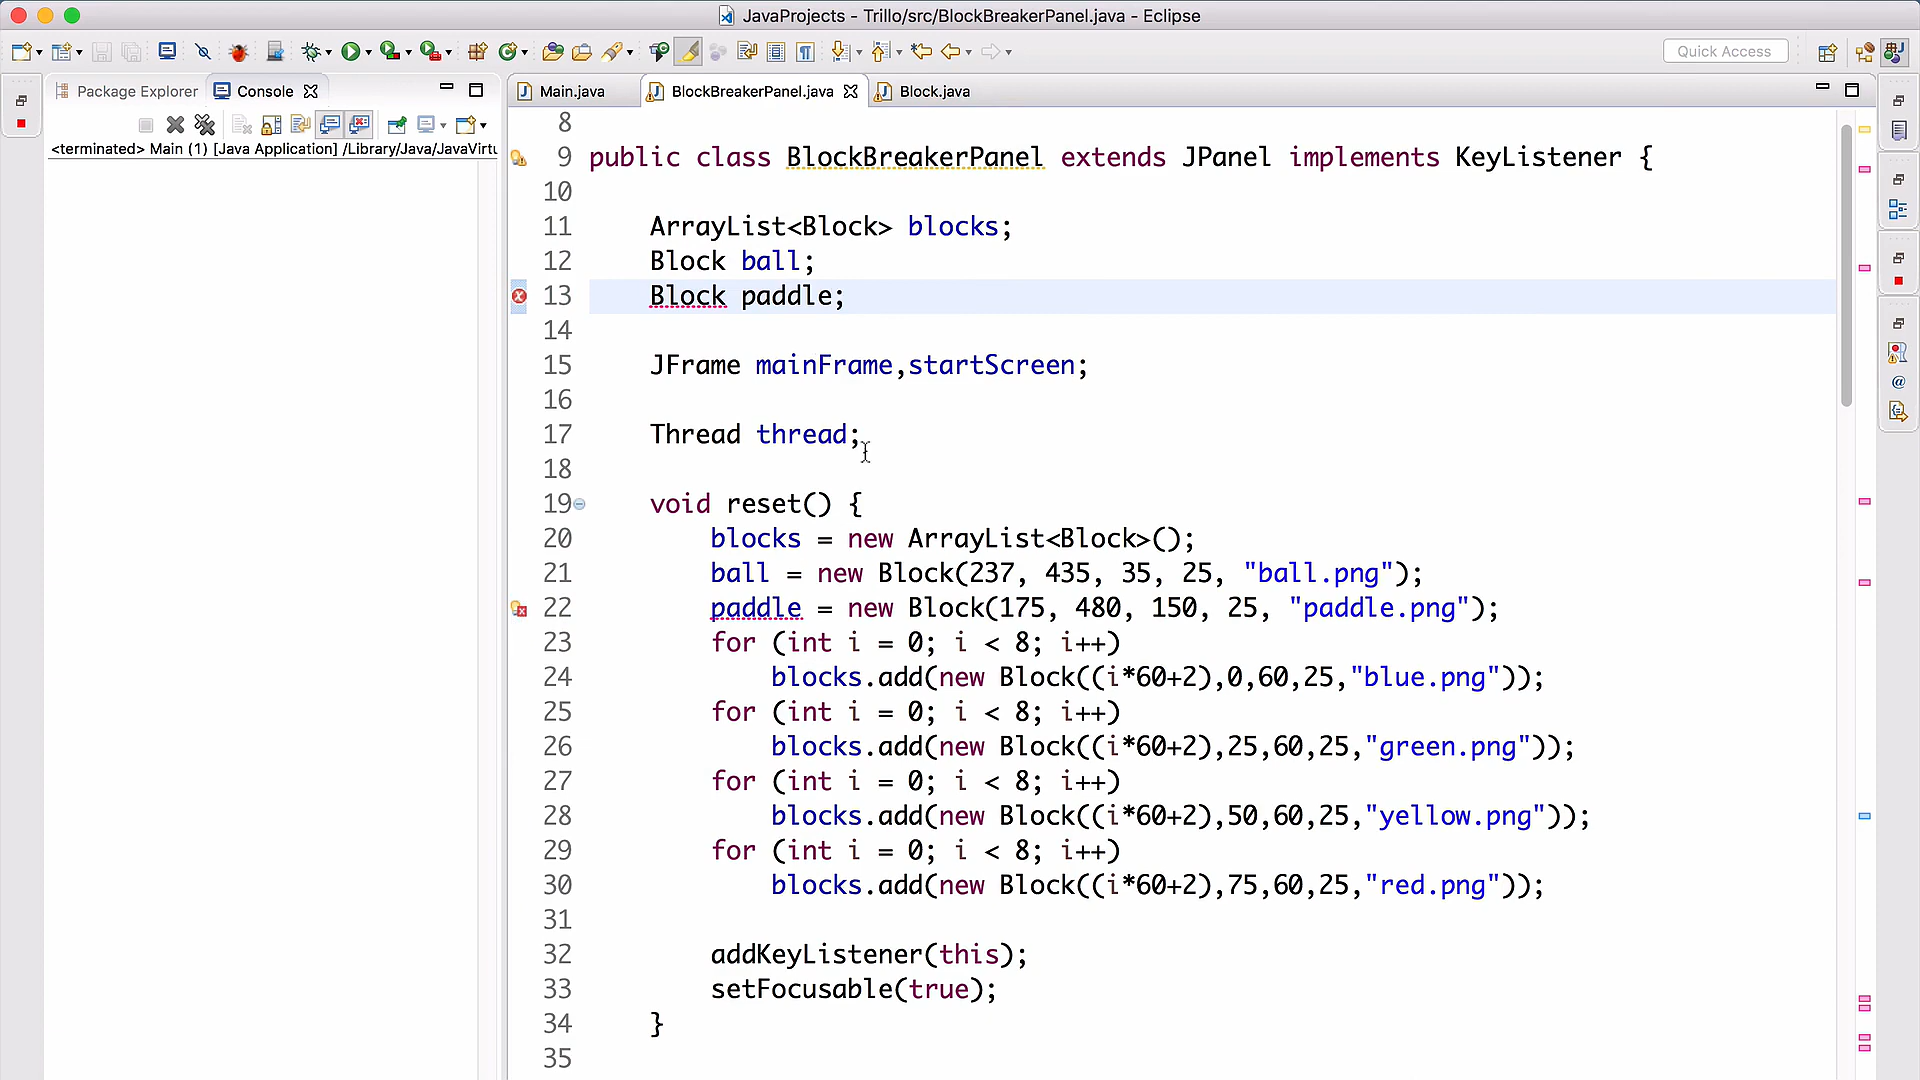 JavaProjects - Trillo/src/BlockBreakerPanel.java - Eclipse
Quick Access
Package Explorer
Console
Main.java
BlockBreakerPanel.java
Block.java
<terminated> Main (1) [Java Application] /Library/Java/JavaVirtu
8
9 public class BlockBreakerPanel extends JPanel implements KeyListener {
10
11 ArrayList<Block> blocks;
12 Block ball;
13 Block paddle;
14
15 JFrame mainFrame,startScreen;
16
17 Thread thread;
18
19 void reset() {
20 blocks = new ArrayList<Block>();
21 ball = new Block(237, 435, 35, 25, "ball.png");
22 paddle = new Block(175, 480, 150, 25, "paddle.png");
23 for (int i = 0; i < 8; i++)
24 blocks.add(new Block((i*60+2),0,60,25,"blue.png"));
25 for (int i = 0; i < 8; i++)
26 blocks.add(new Block((i*60+2),25,60,25,"green.png"));
27 for (int i = 0; i < 8; i++)
28 blocks.add(new Block((i*60+2),50,60,25,"yellow.png"));
29 for (int i = 0; i < 8; i++)
30 blocks.add(new Block((i*60+2),75,60,25,"red.png"));
31
32 addKeyListener(this);
33 setFocusable(true);
34 }
35